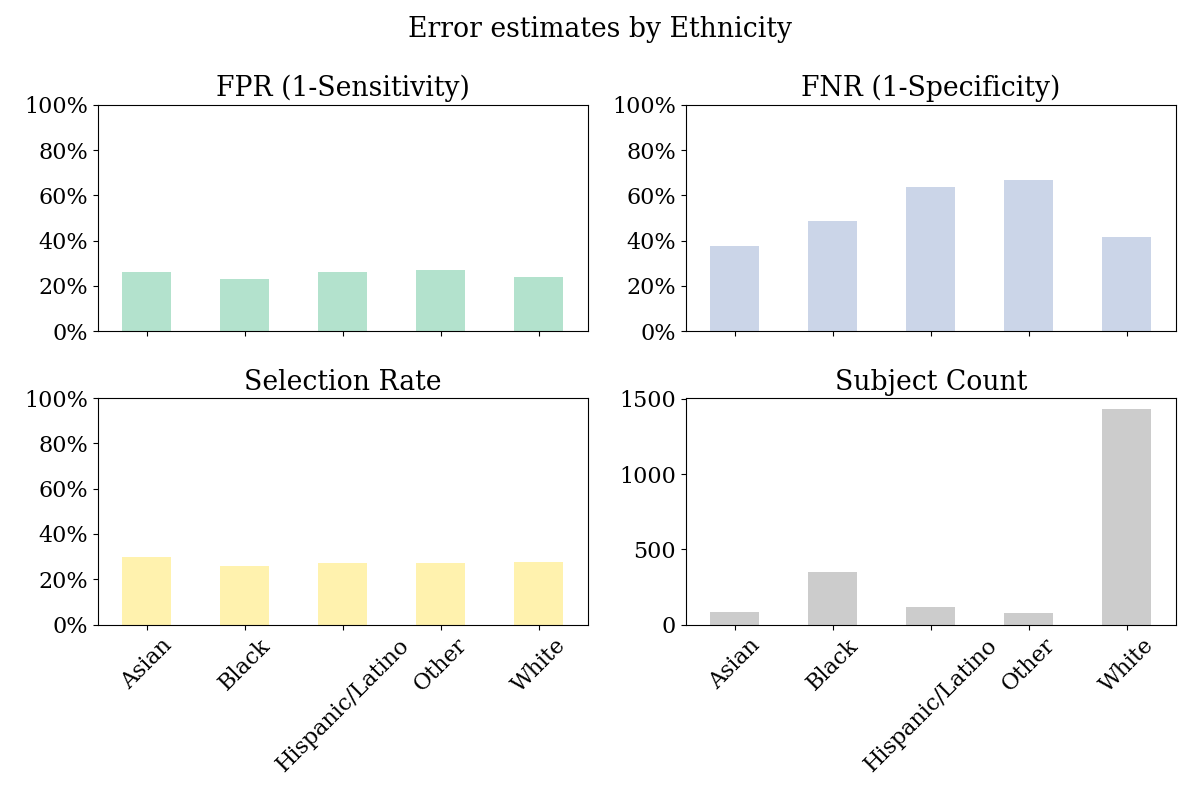 Error estimates by Ethnicity
FPR (1-Sensitivity)
100%
80%
60%
40%
20%
0%
FNR (1-Specificity)
100%
80%
60%
40%
20%
0%
Selection Rate
100%
80%
60%
40%
20%
0%
Asian
Black
Hispanic/Latino
Other
White
Subject Count
1500
1000
500
0
Asian
Black
Hispanic/Latino
Other
White